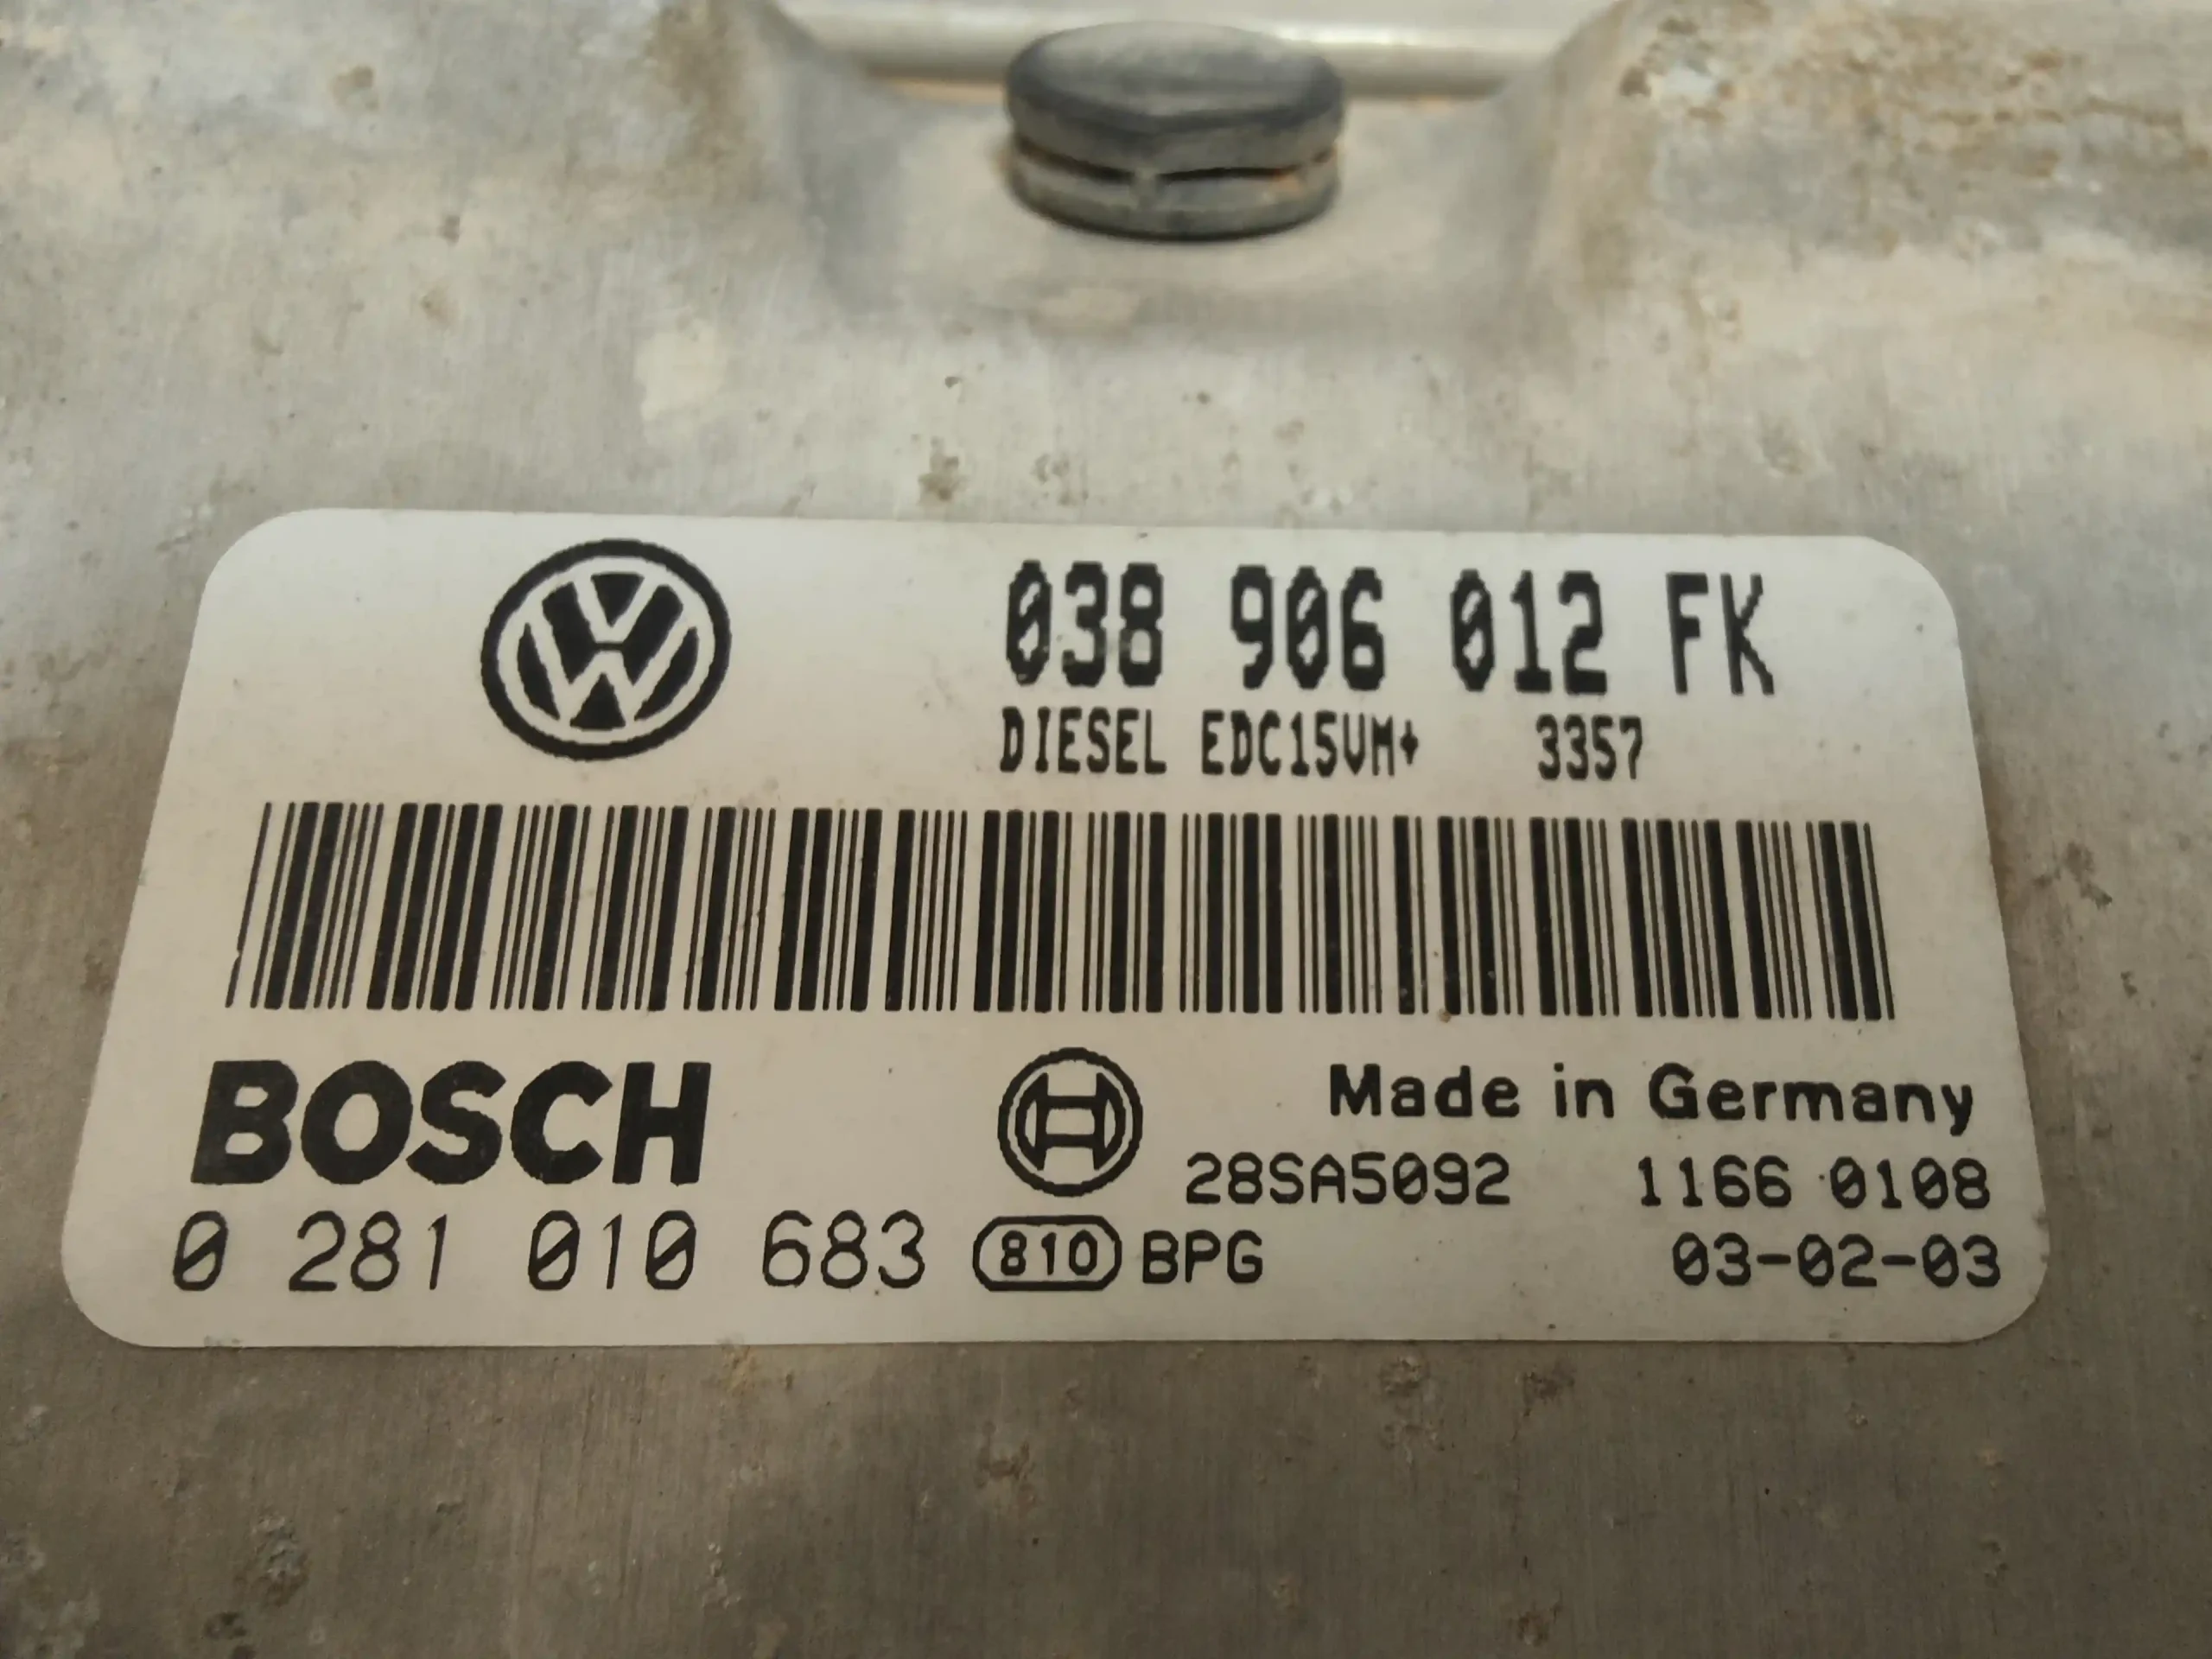 038 906 012 FK
DIESEL EDC15VM+ 3357
BOSCH
Made in Germany
28SA5092 1166 0108
0 281 010 683 810 BPG 03-02-03